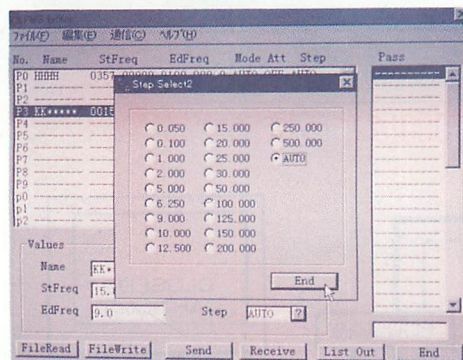 ファイル(F) 編集(E) 通信(C) ヘルプ(H)
No. Name StFreq EdFreq Mode Att Step Pass
P0 HHHH
P1
P2
P3 KK***** 0015
P4
P5
P6
P7
P8
P9
p0
p1
p2
Step Select2
0.050 15.000 250.000
0.100 20.000 500.000
1.000 25.000 AUTO
2.000 30.000
5.000 50.000
6.250 100.000
9.000 125.000
10.000 150.000
12.500 200.000
End
Values
Name KK*
StFreq 15.
EdFreq 9.0 Step AUTO ?
FileRead FileWrite Send Receive List Out End